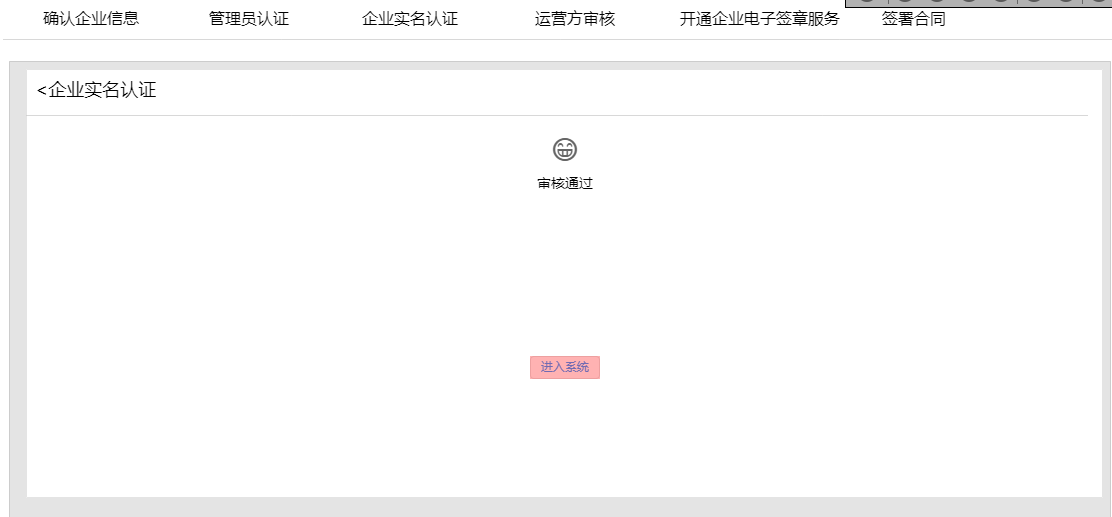 确认企业信息 管理员认证 企业实名认证 运营方审核 开通企业电子签章服务 签署合同
<企业实名认证
审核通过
进入系统